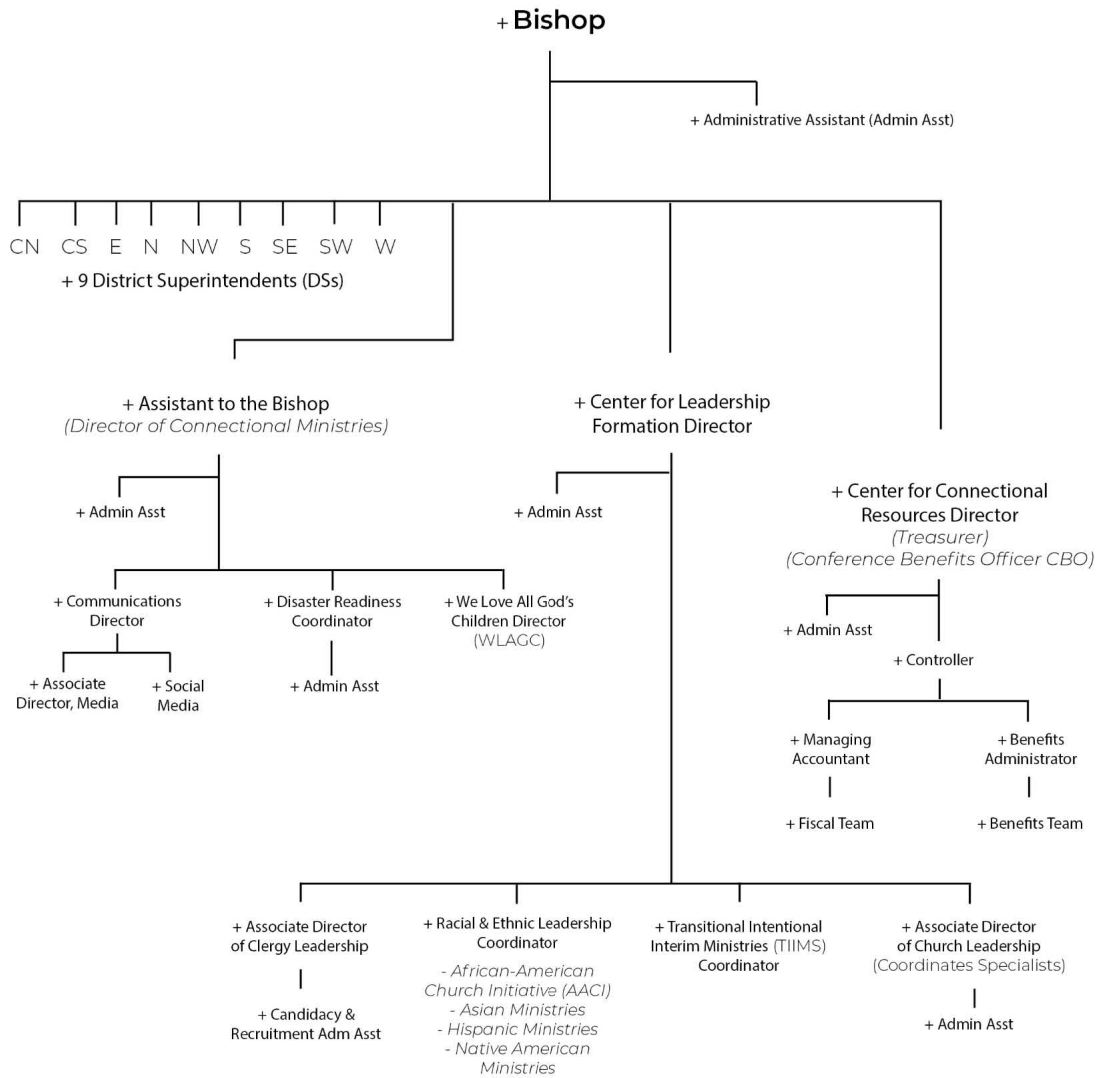 + Bishop
+ Administrative Assistant (Admin Asst)
CN CS E N NW S SE SW W
+ 9 District Superintendents (DSs)
+ Assistant to the Bishop
(Director of Connectional Ministries)
+ Admin Asst
+ Communications
Director
+ Associate
Director, Media
+ Social
Media
+ Disaster Readiness
Coordinator
+ Admin Asst
+ We Love All God's
Children Director
(WLAGC)
+ Center for Leadership
Formation Director
+ Admin Asst
+ Associate Director
of Clergy Leadership
+ Candidacy &
Recruitment Adm Asst
+ Racial & Ethnic Leadership
Coordinator
- African-American
Church Initiative (AACI)
- Asian Ministries
- Hispanic Ministries
- Native American
Ministries
+ Transitional Intentional
Interim Ministries (TIIMS)
Coordinator
+ Associate Director
of Church Leadership
(Coordinates Specialists)
+ Admin Asst
+ Center for Connectional
Resources Director
(Treasurer)
(Conference Benefits Officer CBO)
+ Admin Asst
+ Controller
+ Managing
Accountant
+ Fiscal Team
+ Benefits
Administrator
+ Benefits Team